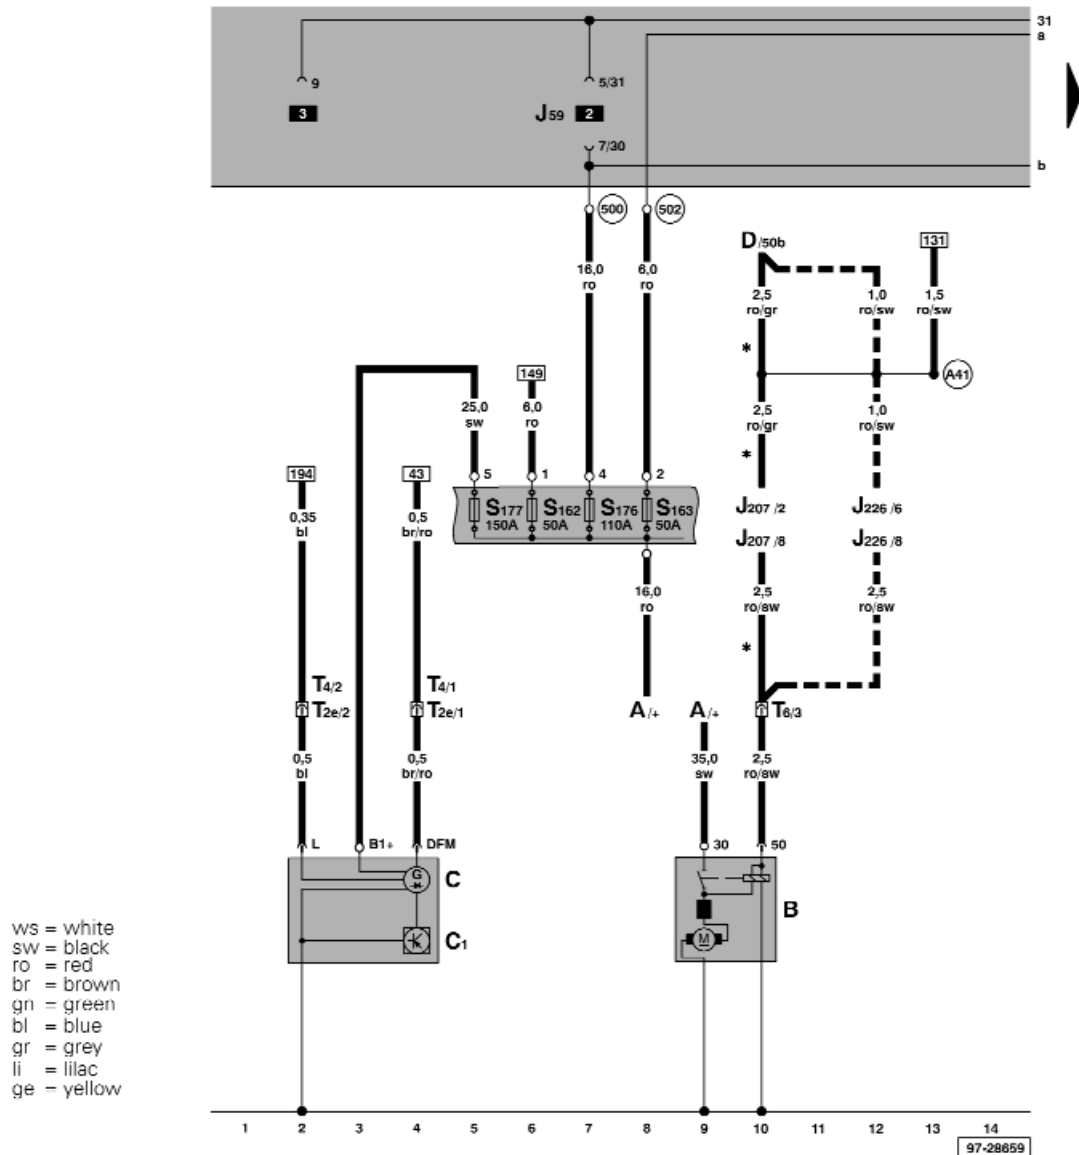 31
a
9
5/31
3
J59
2
7/30
b
500
502
D/50b
131
16,0
ro
6,0
ro
2,5
ro/gr
1,0
ro/sw
1,5
ro/sw
*
149
A41
25,0
sw
6,0
ro
2,5
ro/gr
1,0
ro/sw
*
194
43
5
1
4
2
S177
150A
S162
50A
S176
110A
S163
50A
J207 /2
J226 /6
0,35
bl
0,5
br/ro
J207 /8
J226 /8
16,0
ro
2,5
ro/sw
2,5
ro/sw
*
T4/2
T4/1
T2e/2
T2e/1
A/+
A/+
T6/3
0,5
bl
0,5
br/ro
35,0
sw
2,5
ro/sw
L
B1+
DFM
30
50
G
C
B
M
C1
ws = white
sw = black
ro = red
br = brown
gn = green
bl = blue
gr = grey
li = lilac
ge = yellow
1 2 3 4 5 6 7 8 9 10 11 12 13 14
97-28659